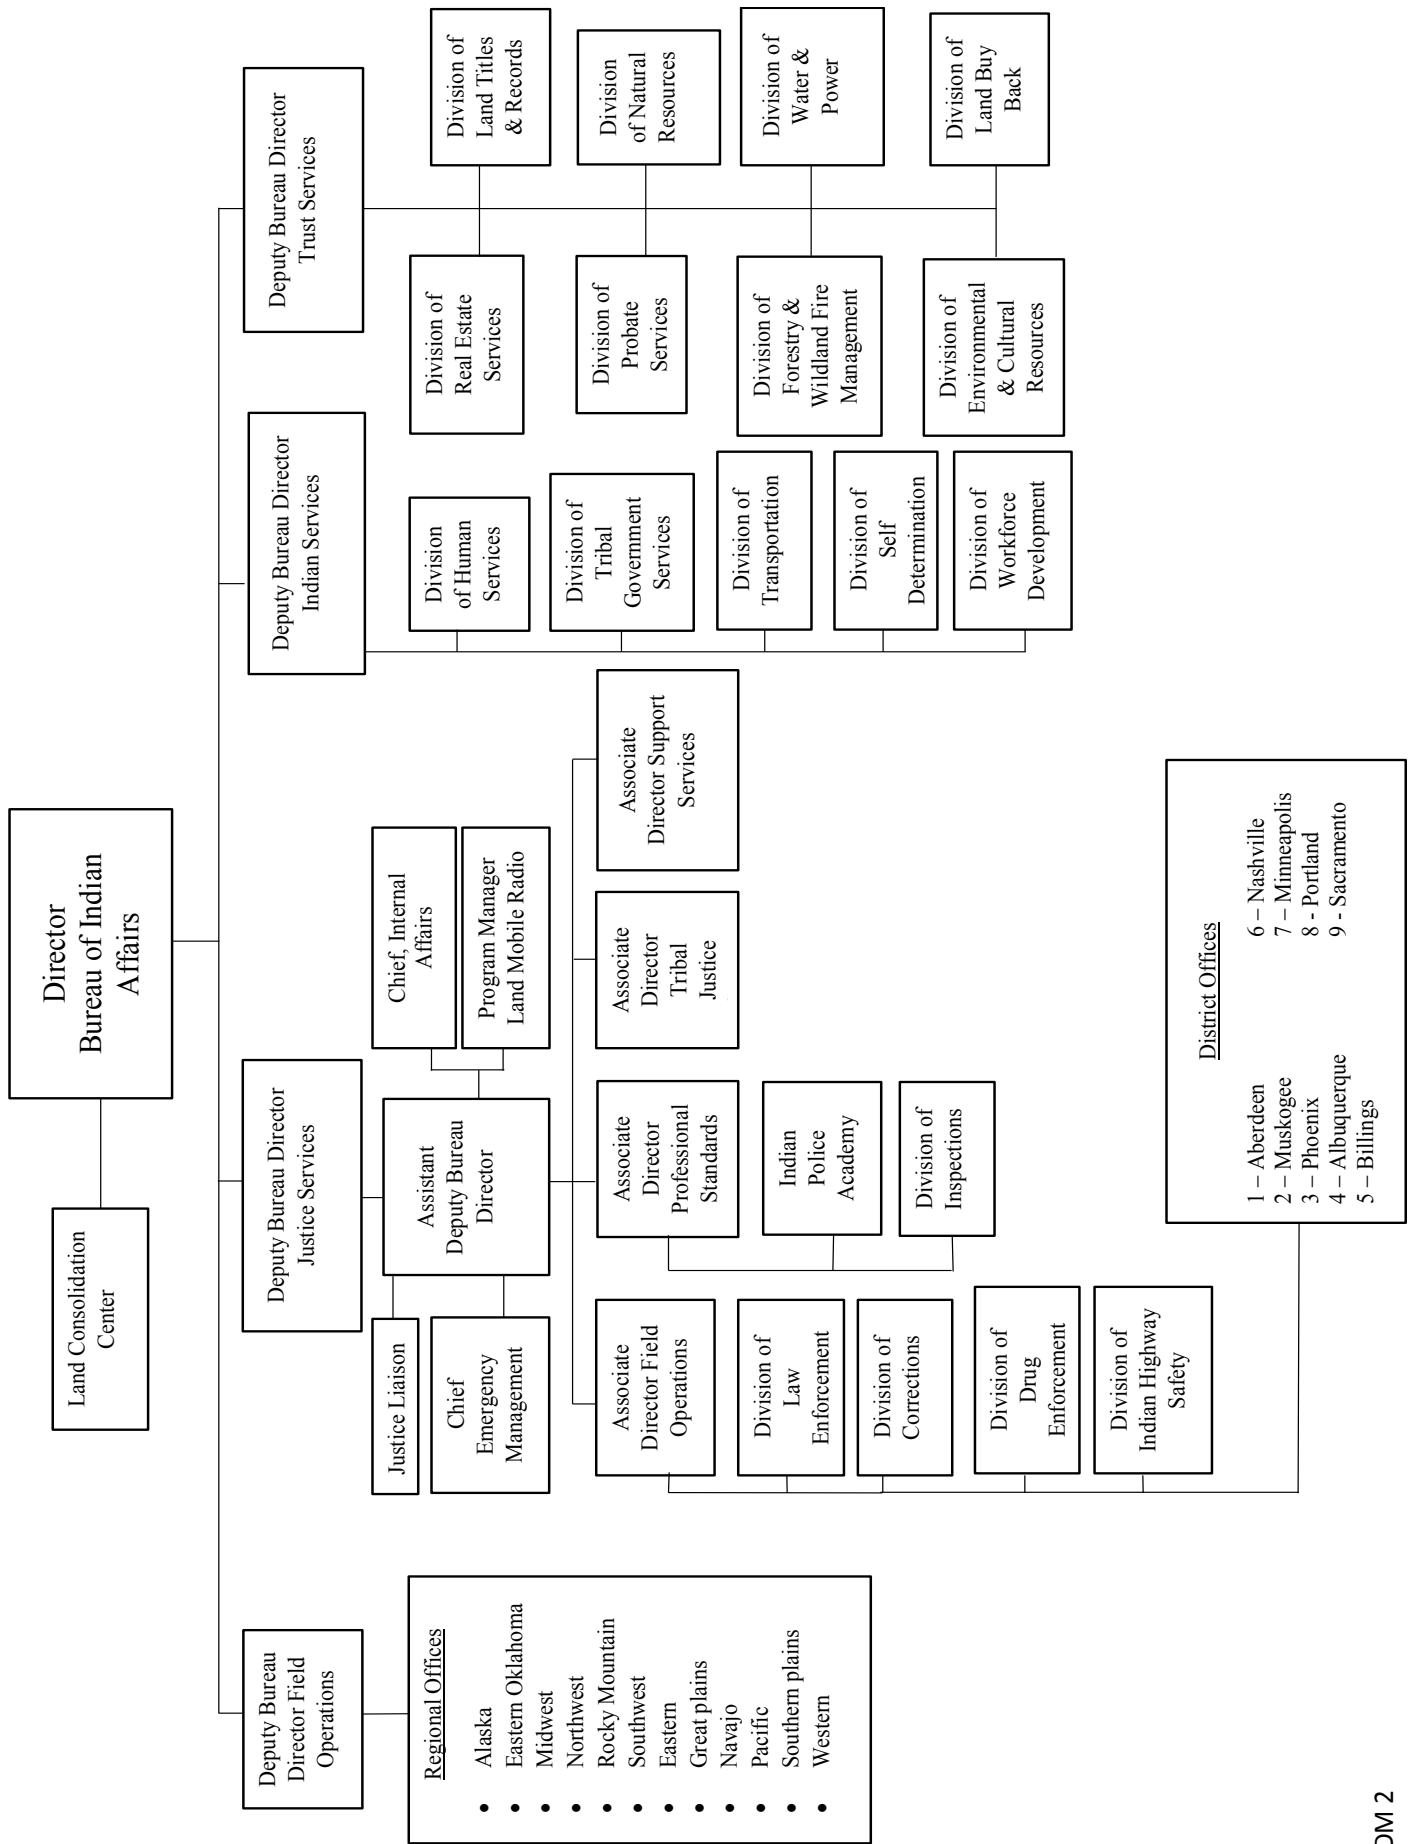 Director
Bureau of Indian
Affairs
Land Consolidation
Center
Deputy Bureau
Director Field
Operations
Regional Offices
• Alaska
• Eastern Oklahoma
• Midwest
• Northwest
• Rocky Mountain
• Southwest
• Eastern
• Great plains
• Navajo
• Pacific
• Southern plains
• Western
Deputy Bureau Director
Justice Services
Justice Liaison
Chief
Emergency
Management
Assistant
Deputy Bureau
Director
Chief, Internal
Affairs
Program Manager
Land Mobile Radio
Associate
Director Field
Operations
Division of
Law
Enforcement
Division of
Corrections
Division of
Drug
Enforcement
Division of
Indian Highway
Safety
Associate
Director
Professional
Standards
Indian
Police
Academy
Division of
Inspections
Associate
Director
Tribal
Justice
Associate
Director Support
Services
District Offices
1 – Aberdeen
2 – Muskogee
3 – Phoenix
4 – Albuquerque
5 – Billings
6 – Nashville
7 – Minneapolis
8 - Portland
9 - Sacramento
Deputy Bureau Director
Indian Services
Division
of Human
Services
Division of
Tribal
Government
Services
Division of
Transportation
Division of
Self
Determination
Division of
Workforce
Development
Deputy Bureau Director
Trust Services
Division of
Real Estate
Services
Division of
Land Titles
& Records
Division of
Probate
Services
Division
of Natural
Resources
Division of
Forestry &
Wildland Fire
Management
Division of
Water &
Power
Division of
Environmental
& Cultural
Resources
Division of
Land Buy
Back
DM 2